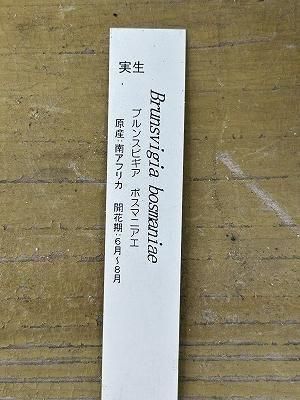 実生
Brunsvigia bosmaniae
ブルンスビギア ボスマニアエ
原産:南アフリカ 開花期:6月~8月